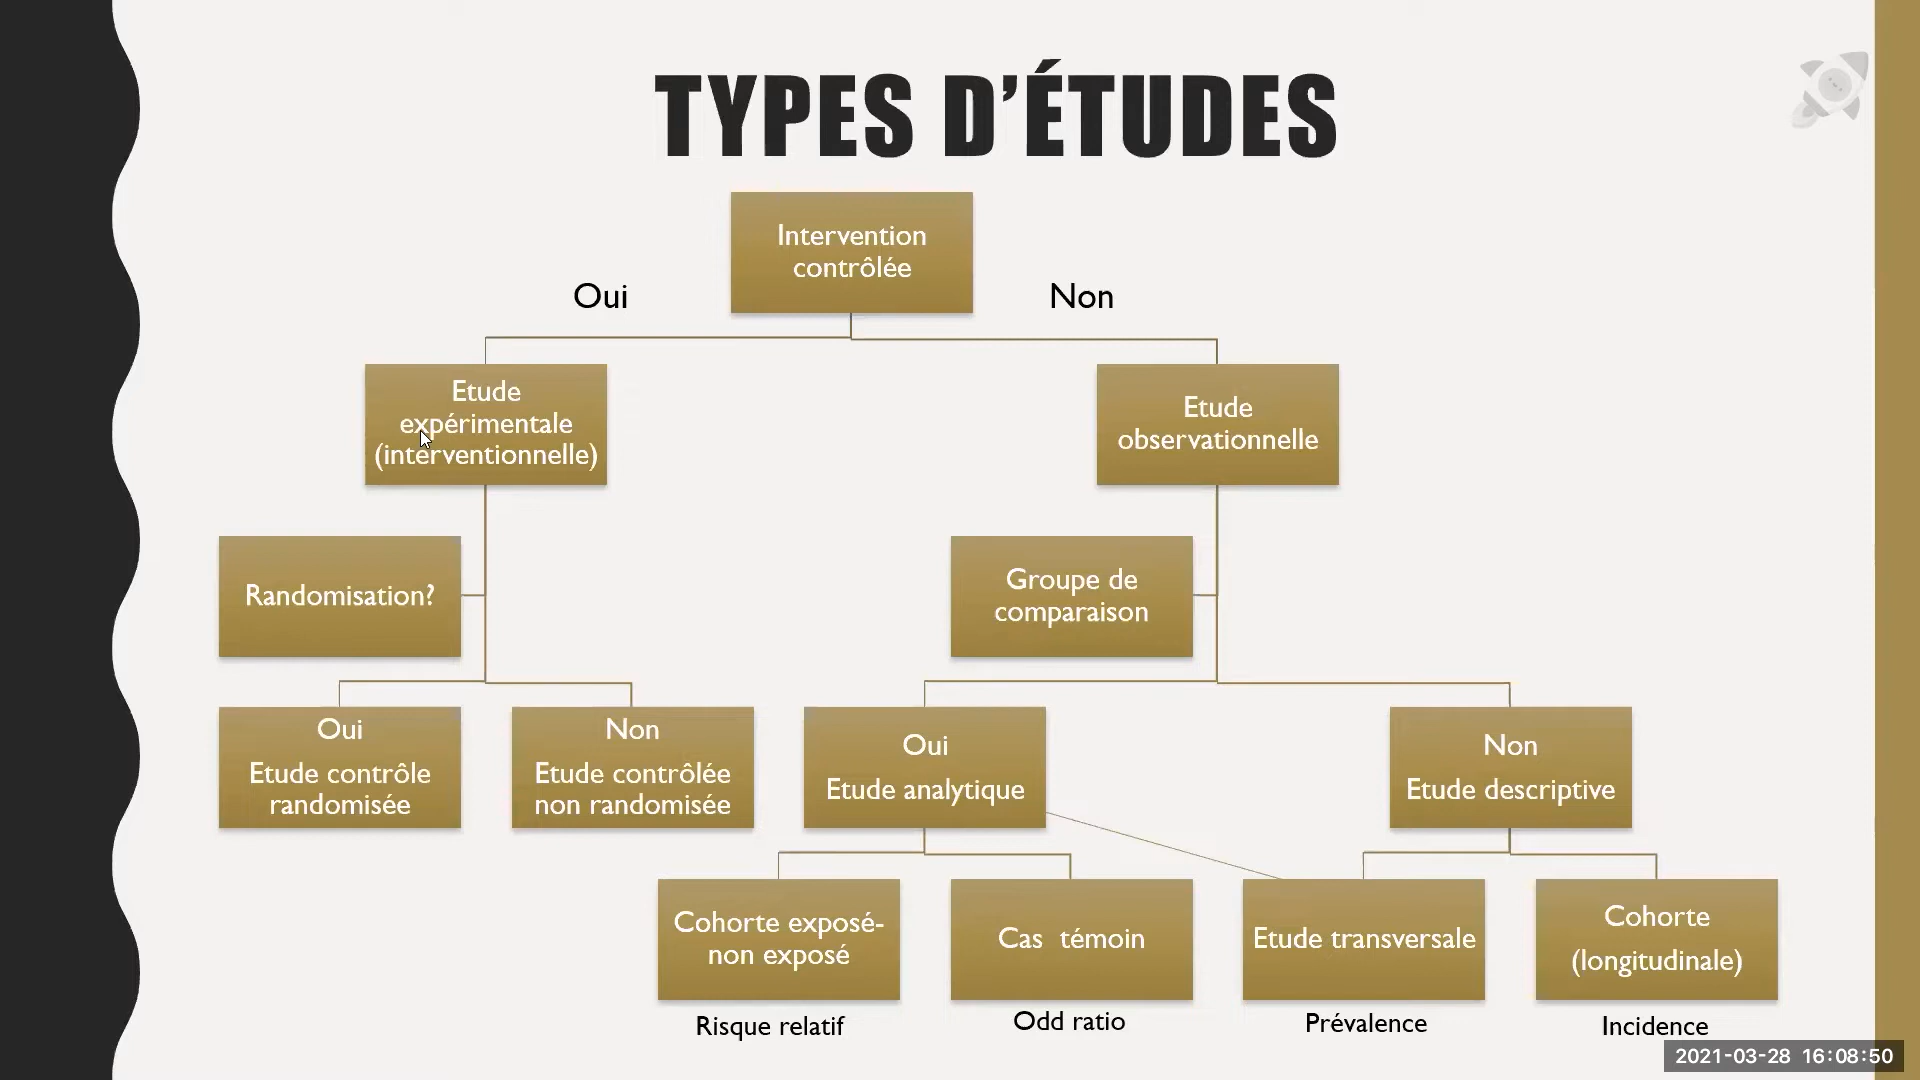 TYPES D’ÉTUDES
Intervention
contrôlée
Oui
Non
Etude
expérimentale
(interventionnelle)
Etude
observationnelle
Randomisation?
Groupe de
comparaison
Oui
Etude contrôle
randomisée
Non
Etude contrôlée
non randomisée
Oui
Etude analytique
Non
Etude descriptive
Cohorte exposé-
non exposé
Cas  témoin
Etude transversale
Cohorte
(longitudinale)
Risque relatif
Odd ratio
Prévalence
Incidence
2021-03-28 16:08:50